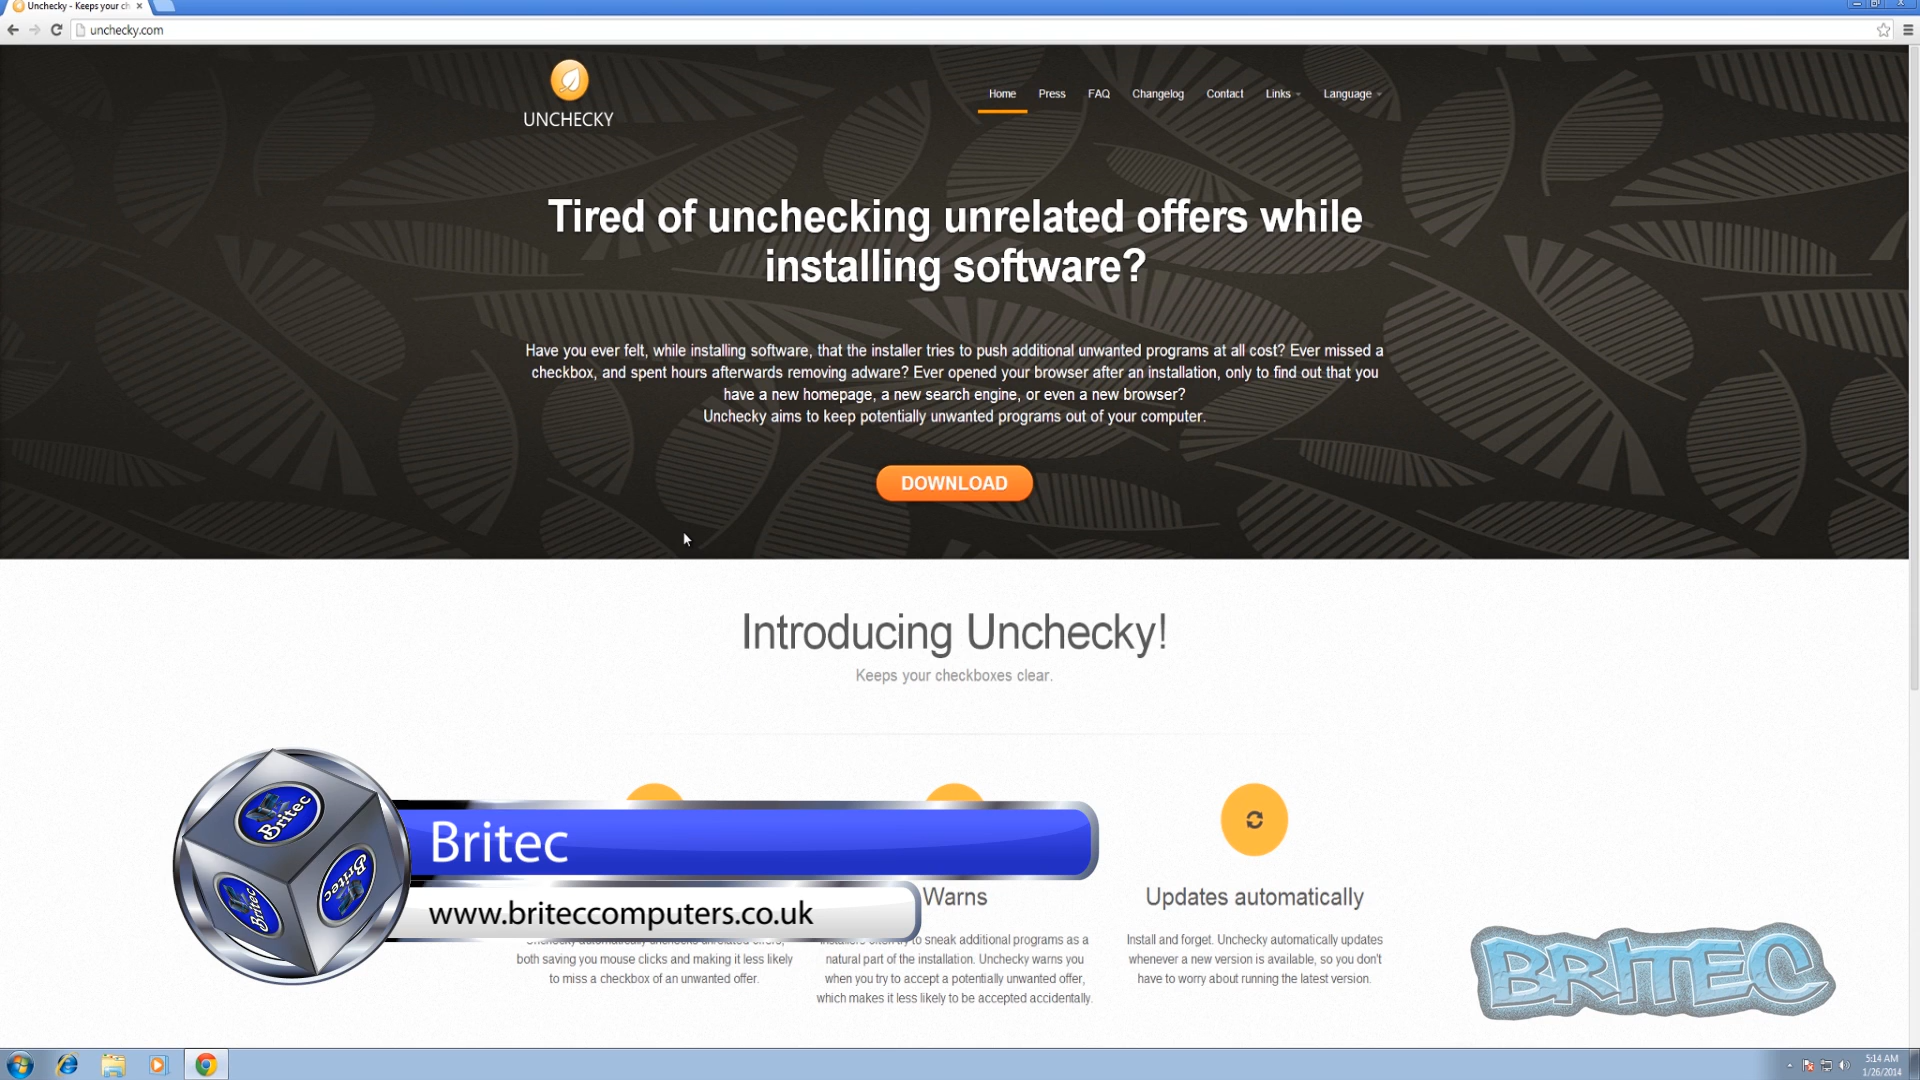 Unchecky - Keeps your ch
unchecky.com
UNCHECKY
Home Press FAQ Changelog Contact Links Language
Tired of unchecking unrelated offers while
installing software?
Have you ever felt, while installing software, that the installer tries to push additional unwanted programs at all cost? Ever missed a
checkbox, and spent hours afterwards removing adware? Ever opened your browser after an installation, only to find out that you
have a new homepage, a new search engine, or even a new browser?
Unchecky aims to keep potentially unwanted programs out of your computer.
DOWNLOAD
Introducing Unchecky!
Keeps your checkboxes clear.
Britec
Britec
Britec
Britec
www.briteccomputers.co.uk
both saving you mouse clicks and making it less likely
to miss a checkbox of an unwanted offer.
Warns
to sneak additional programs as a
natural part of the installation. Unchecky warns you
when you try to accept a potentially unwanted offer,
which makes it less likely to be accepted accidentally.
Updates automatically
Install and forget. Unchecky automatically updates
whenever a new version is available, so you don't
have to worry about running the latest version.
BRITEC
5:14 AM
1/26/2014